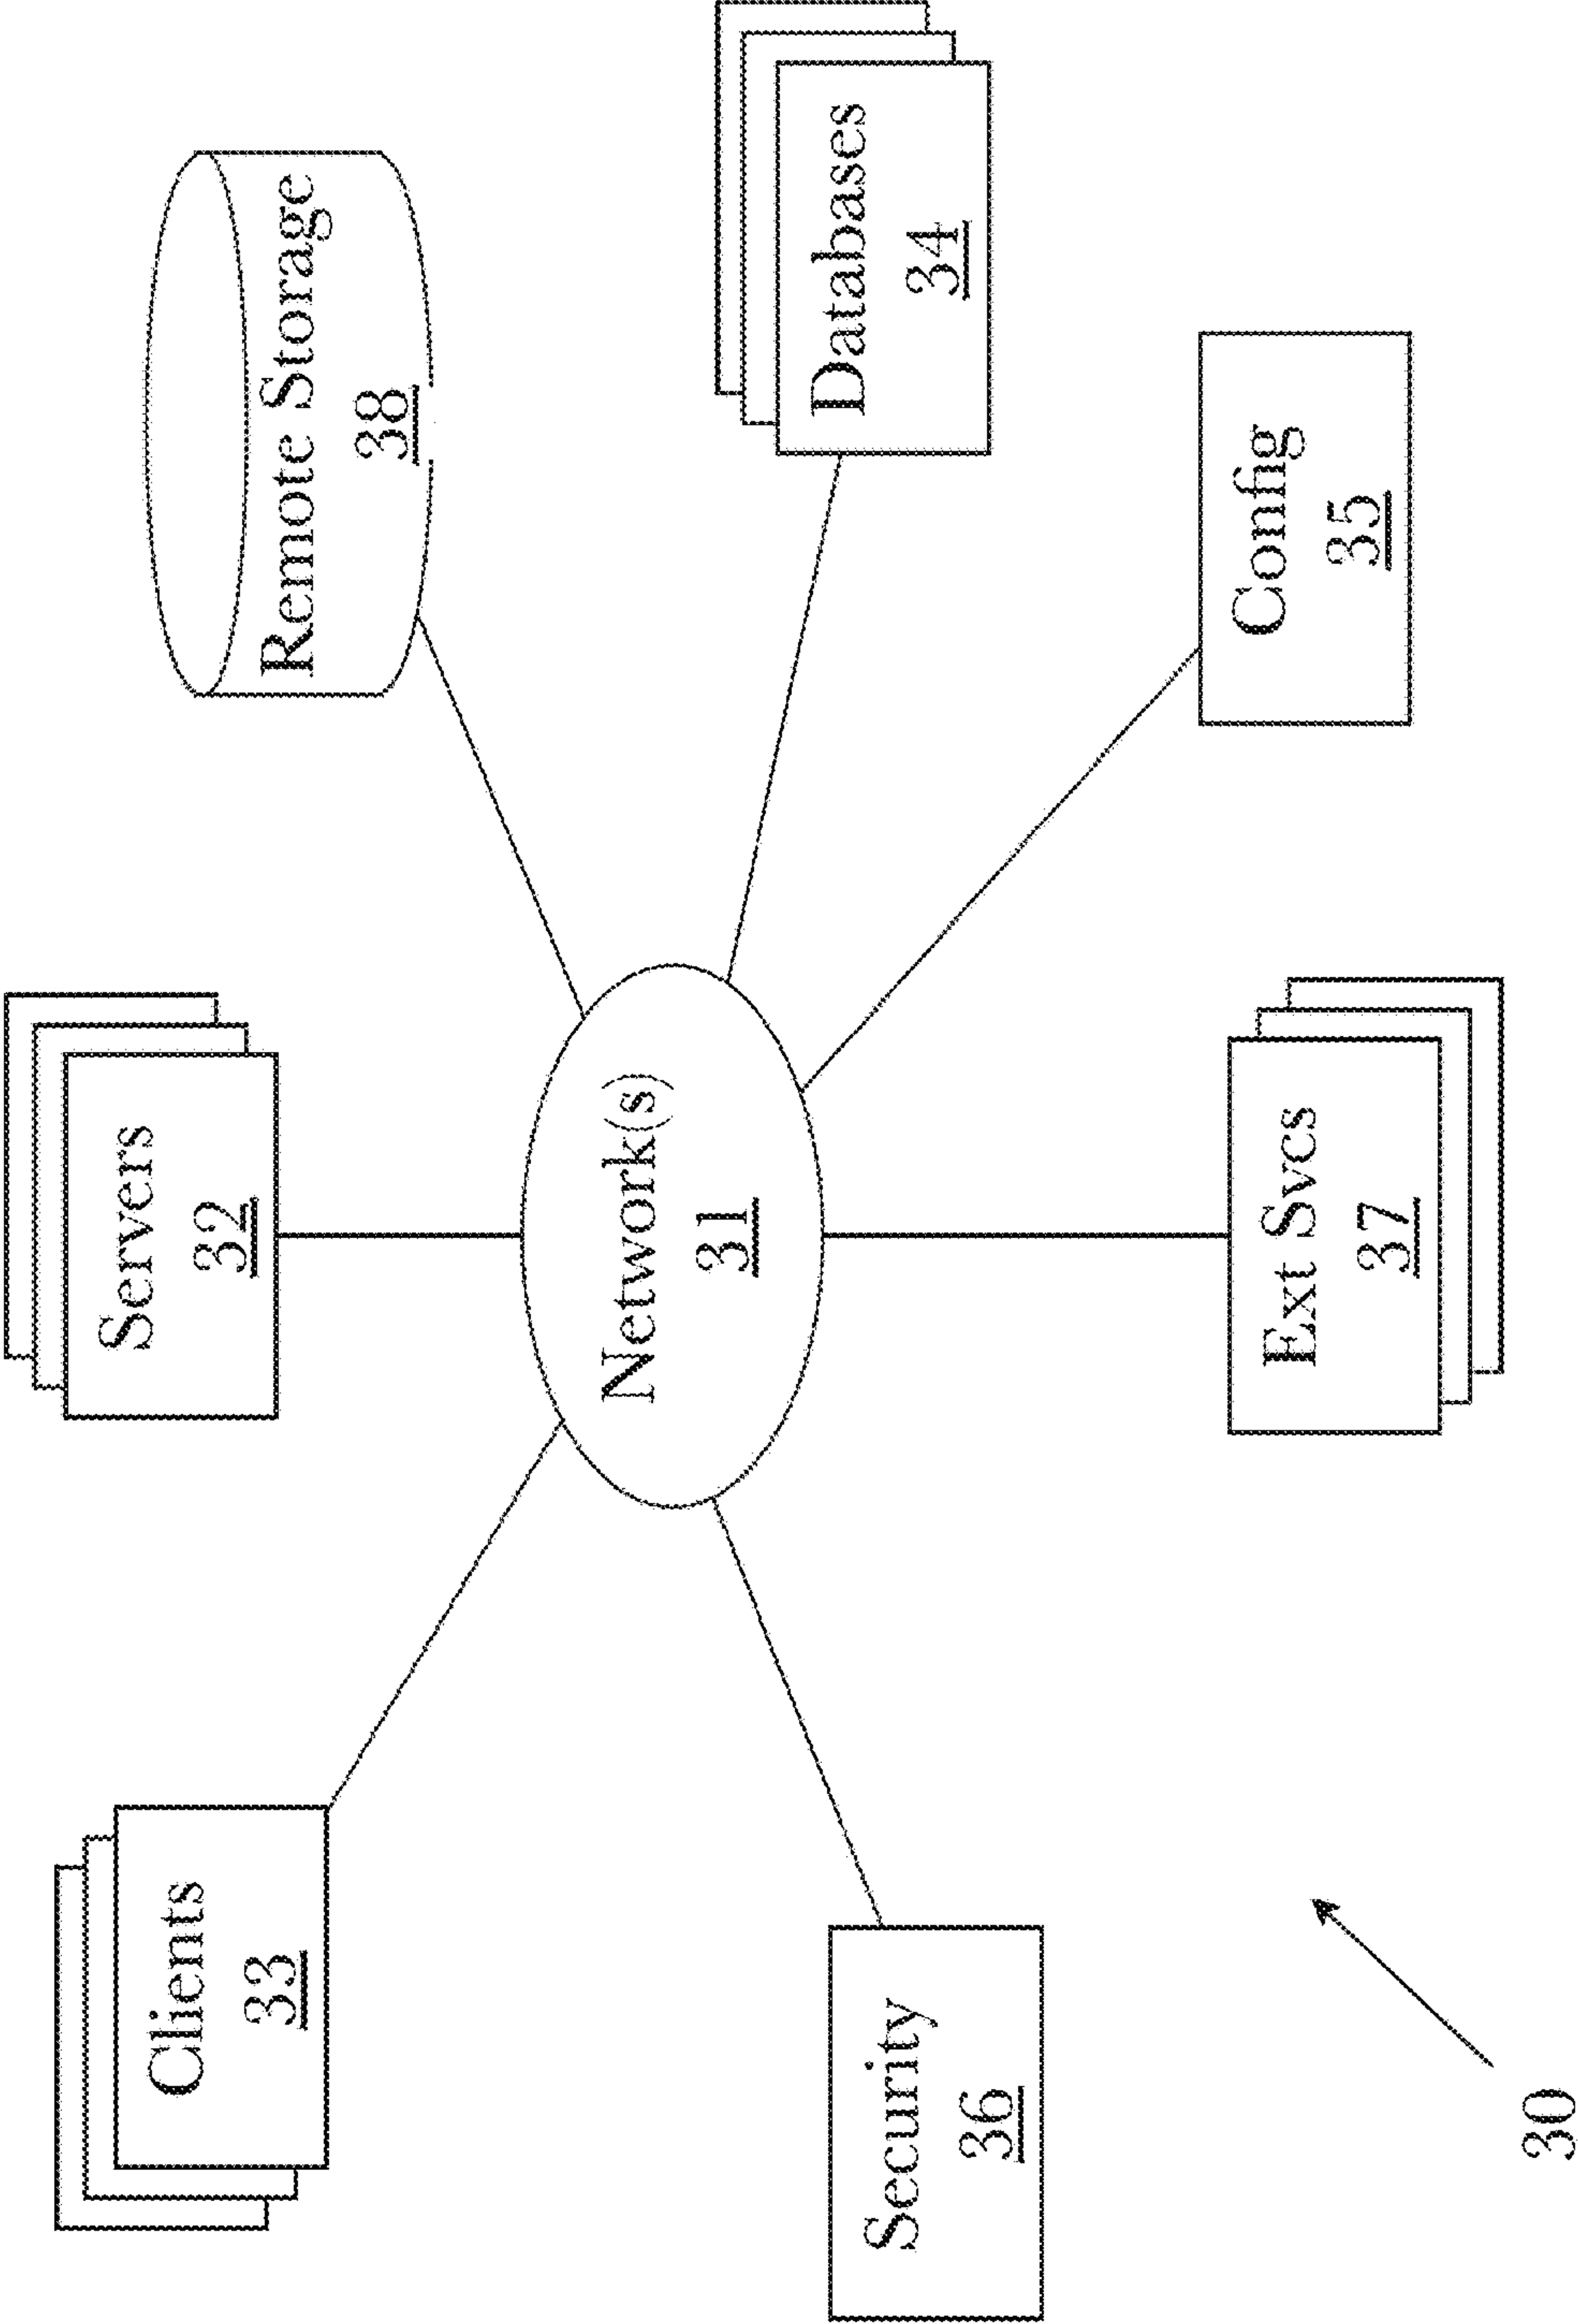 Servers
32
Clients
33
Remote Storage
38
Network(s)
31
Databases
34
Security
36
Ext Svcs
37
Config
35
30